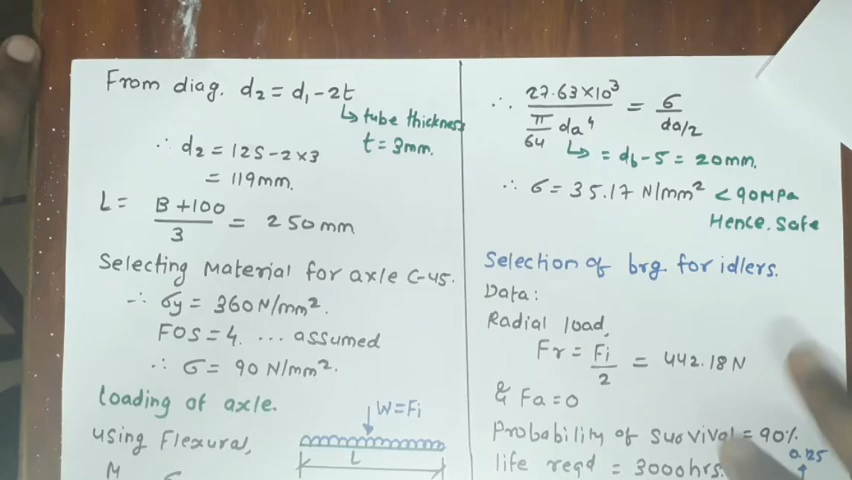 From diag. d₂ = d₁ - 2t
↳ tube thickness
t = 3mm.
∴ d₂ = 125 - 2×3
= 119mm.
L = B+100/3 = 250mm
Selecting Material for axle C-45.
∴ σy = 360 N/mm².
FOS = 4. ... assumed
∴ σ = 90 N/mm².
loading of axle.
W = Fi
using Flexural,
L
M
∴ 27.63×10³ / (π/64 da⁴) = σ / (da/2)
↳ = db - 5 = 20mm.
∴ σ = 35.17 N/mm² < 90MPa
Hence. Safe
Selection of brg. for idlers.
Data:
Radial load,
Fr = Fi/2 = 442.18 N
& Fa = 0
Probability of survival = 90%.
0.125
life reqd = 3000hrs.